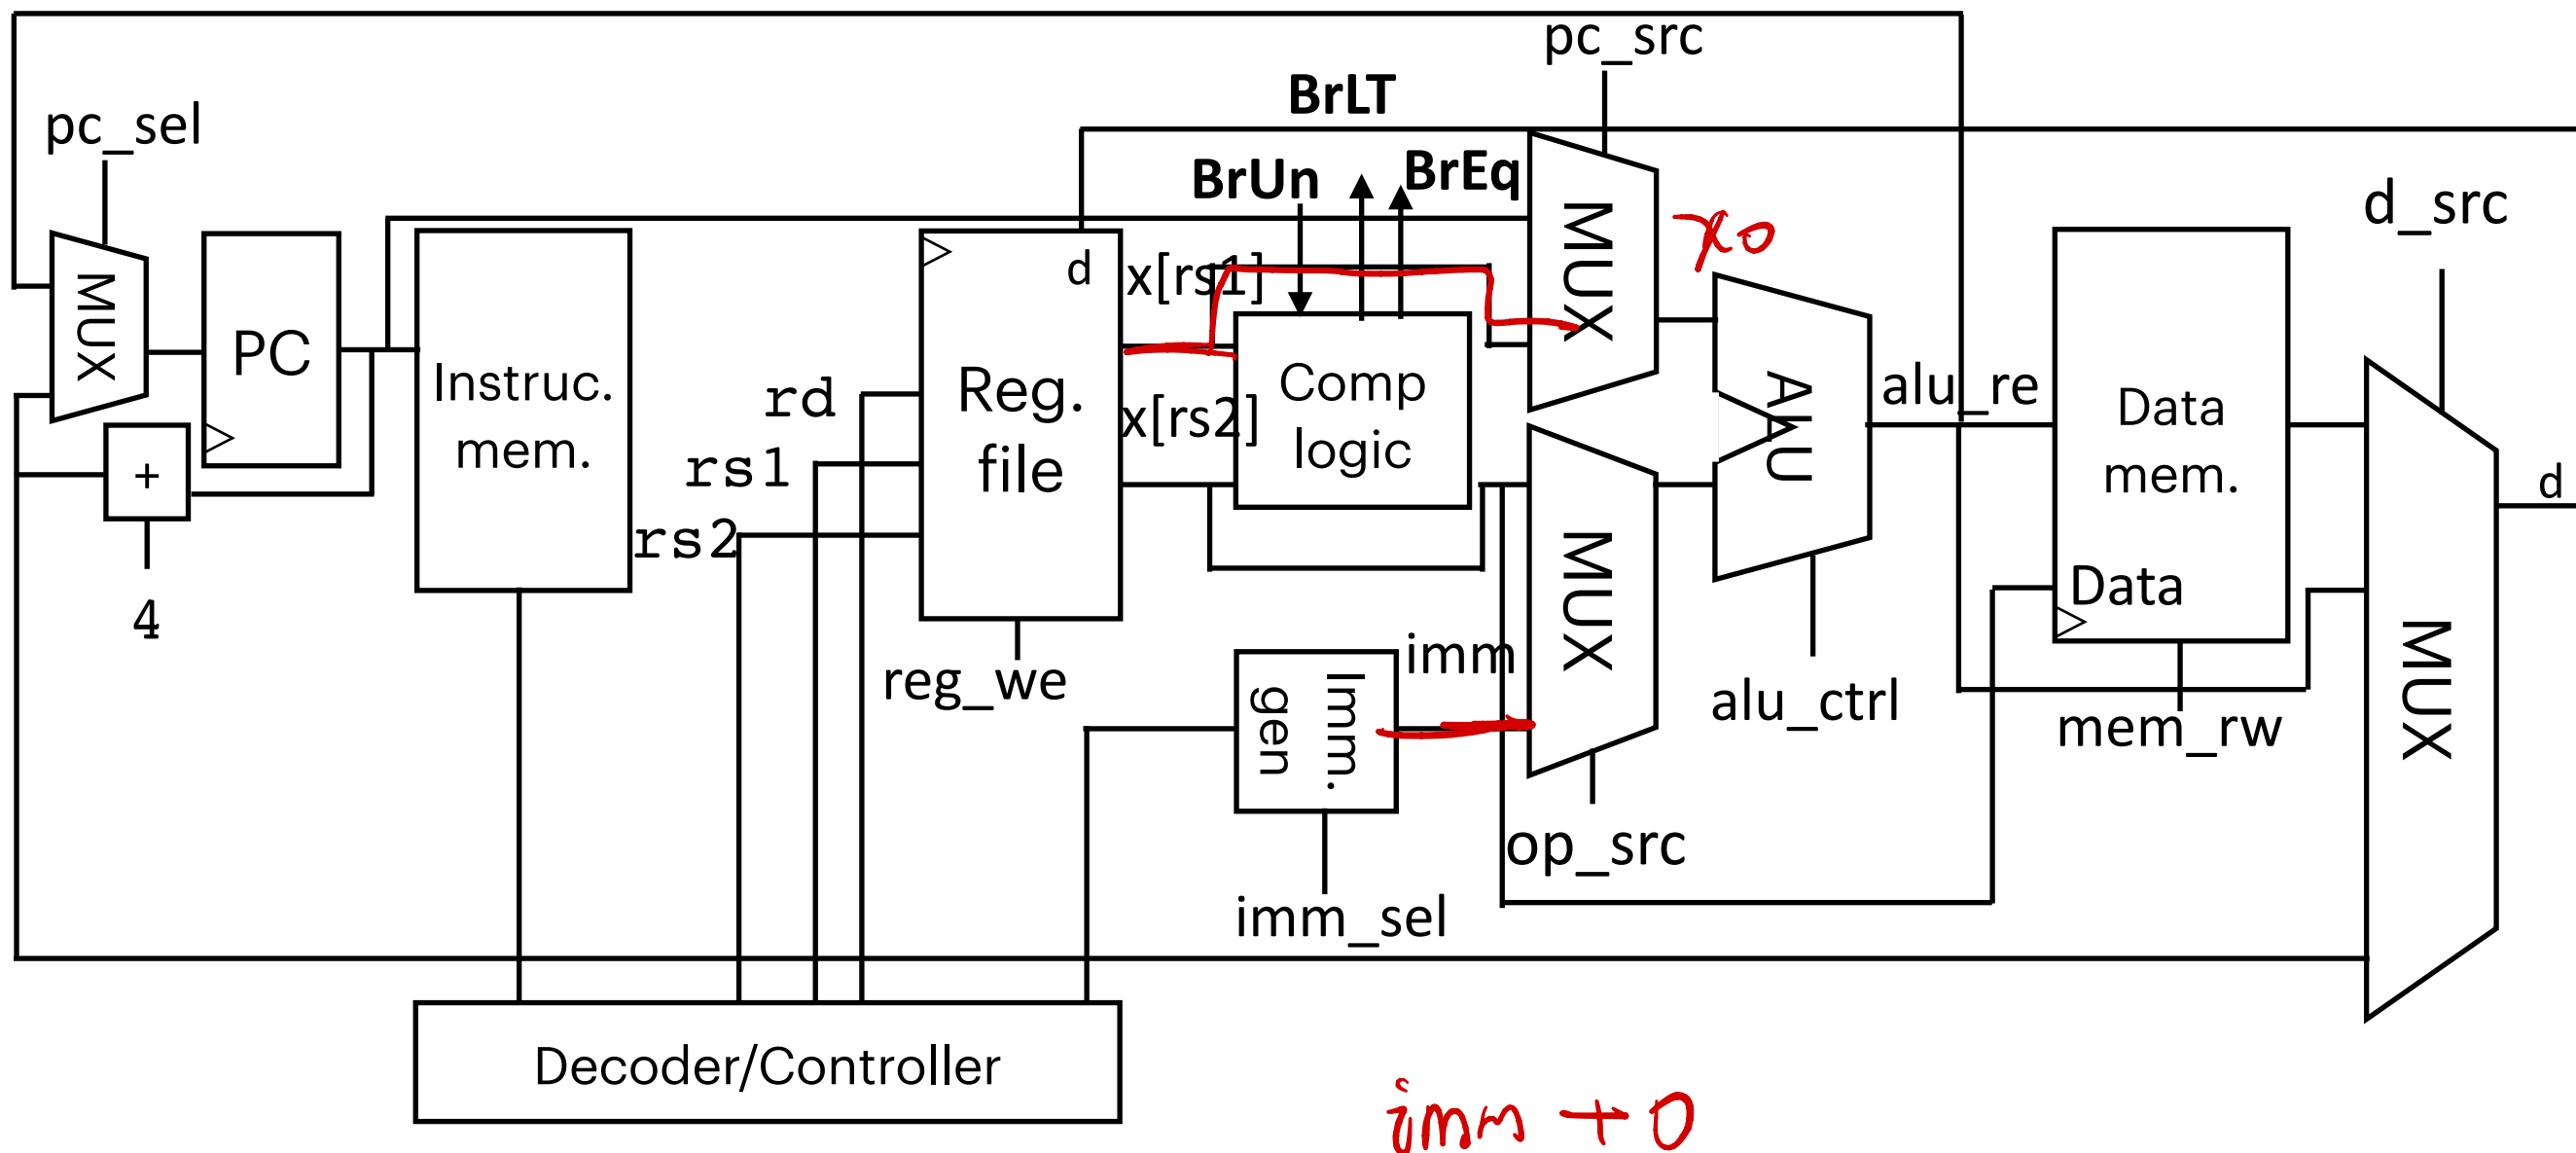 pc_src
BrLT
pc_sel
BrUn
BrEq
d_src
MUX
x0
d
x[rs1]
MUX
PC
Instruc.
mem.
rd
Reg.
file
x[rs2]
Comp
logic
ALU
alu_re
Data
mem.
rs1
+
d
rs2
MUX
Data
4
reg_we
imm
Imm.
gen
alu_ctrl
mem_rw
MUX
op_src
imm_sel
Decoder/Controller
imm + 0